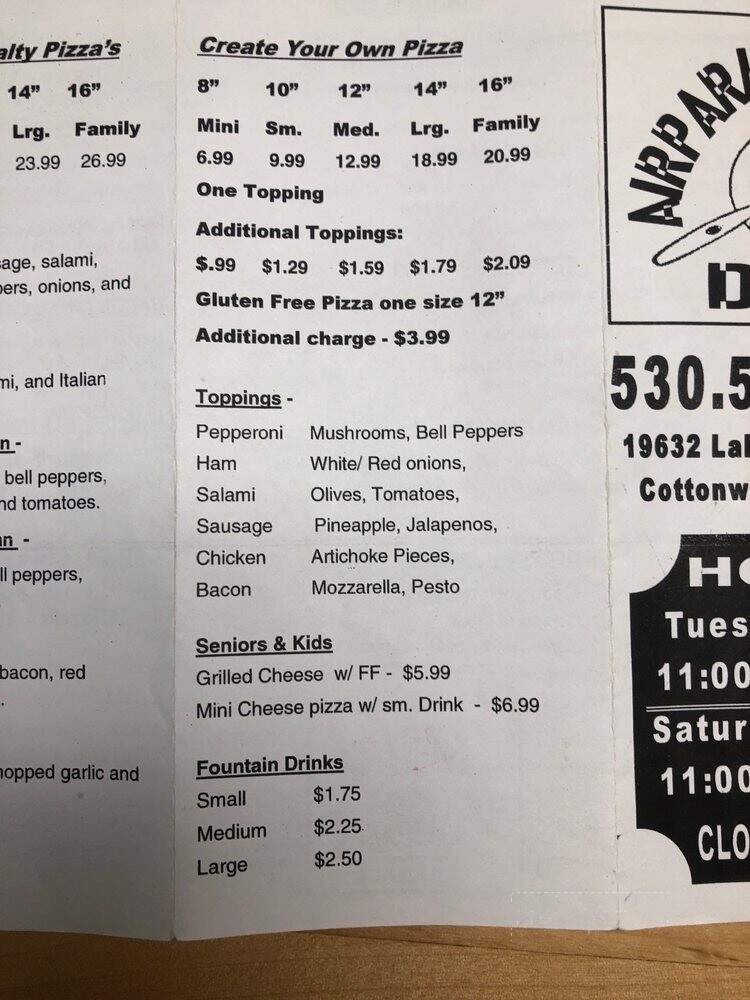 alty Pizza's
14” 16”
Lrg. Family
23.99 26.99
sage, salami,
pers, onions, and
mi, and Italian
n -
bell peppers,
nd tomatoes.
an -
ll peppers,
bacon, red
.
hopped garlic and
Create Your Own Pizza
8” 10” 12” 14” 16”
Mini Sm. Med. Lrg. Family
6.99 9.99 12.99 18.99 20.99
One Topping
Additional Toppings:
$.99 $1.29 $1.59 $1.79 $2.09
Gluten Free Pizza one size 12”
Additional charge - $3.99
Toppings -
Pepperoni Mushrooms, Bell Peppers
Ham White/ Red onions,
Salami Olives, Tomatoes,
Sausage Pineapple, Jalapenos,
Chicken Artichoke Pieces,
Bacon Mozzarella, Pesto
Seniors & Kids
Grilled Cheese w/ FF - $5.99
Mini Cheese pizza w/ sm. Drink - $6.99
Fountain Drinks
Small $1.75
Medium $2.25
Large $2.50
AIRPAR
D
530.5
19632 Lal
Cottonw
HO
Tues
11:00
Satur
11:00
CLO